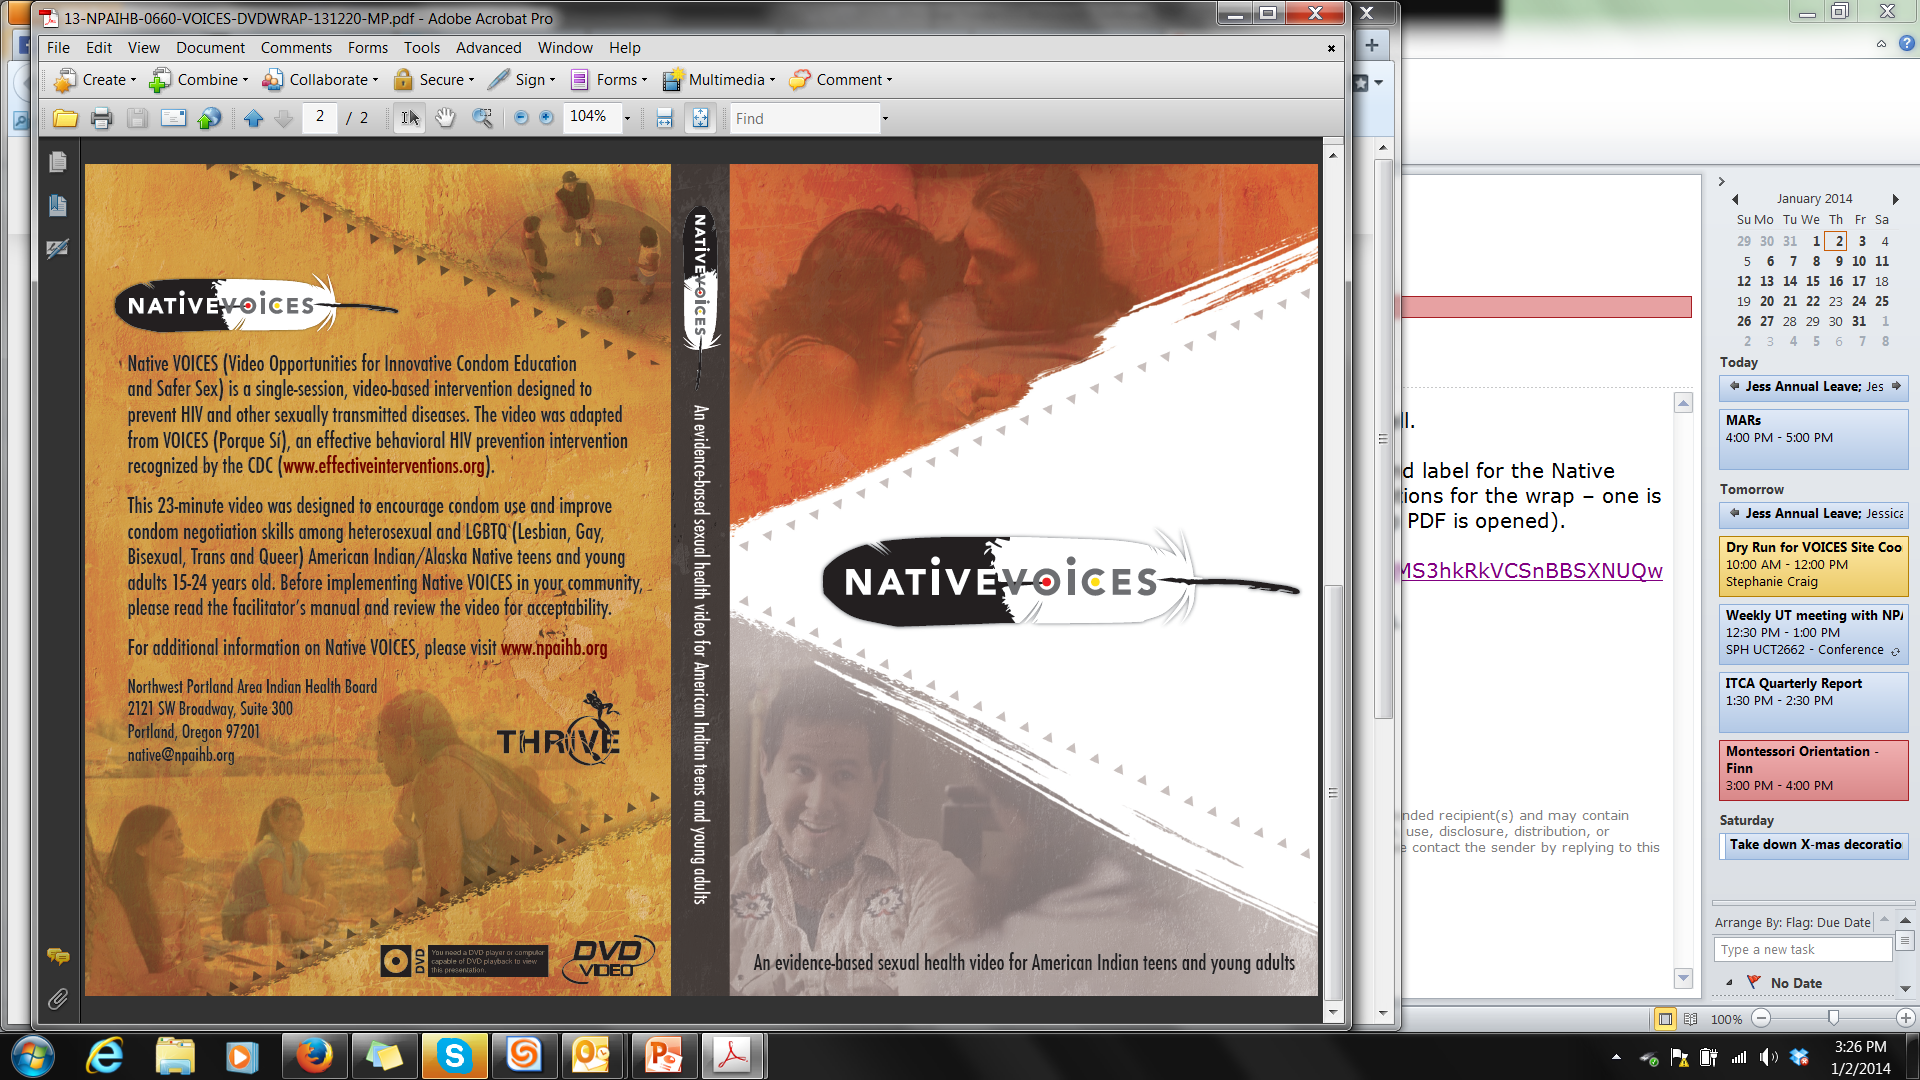 13-NPAIHB-0660-VOICES-DVDWRAP-131220-MP.pdf - Adobe Acrobat Pro
File Edit View Document Comments Forms Tools Advanced Window Help
Create Combine Collaborate Secure Sign Forms Multimedia Comment
2 / 2 104% Find
NATIVEVOICES
Native VOICES (Video Opportunities for Innovative Condom Education
and Safer Sex) is a single-session, video-based intervention designed to
prevent HIV and other sexually transmitted diseases. The video was adapted
from VOICES (Porque Sí), an effective behavioral HIV prevention intervention
recognized by the CDC (www.effectiveinterventions.org).
This 23-minute video was designed to encourage condom use and improve
condom negotiation skills among heterosexual and LGBTQ (Lesbian, Gay,
Bisexual, Trans and Queer) American Indian/Alaska Native teens and young
adults 15-24 years old. Before implementing Native VOICES in your community,
please read the facilitator's manual and review the video for acceptability.
For additional information on Native VOICES, please visit www.npaihb.org
Northwest Portland Area Indian Health Board
2121 SW Broadway, Suite 300
Portland, Oregon 97201
native@npaihb.org
THRIVE
DVD
You need a DVD player or computer
capable of DVD playback to view
this presentation.
DVD
VIDEO
NATIVEVOICES
An evidence-based sexual health video for American Indian teens and young adults
NATIVEVOICES
An evidence-based sexual health video for American Indian teens and young adults
ll.
d label for the Native
ions for the wrap – one is
PDF is opened).
MS3hkRkVCSnBBSXNUQw
nded recipient(s) and may contain
use, disclosure, distribution, or
e contact the sender by replying to this
January 2014
Su Mo Tu We Th Fr Sa
29 30 31 1 2 3 4
5 6 7 8 9 10 11
12 13 14 15 16 17 18
19 20 21 22 23 24 25
26 27 28 29 30 31 1
2 3 4 5 6 7 8
Today
Jess Annual Leave; Jes
MARs
4:00 PM - 5:00 PM
Tomorrow
Jess Annual Leave; Jessica
Dry Run for VOICES Site Coo
10:00 AM - 12:00 PM
Stephanie Craig
Weekly UT meeting with NPA
12:30 PM - 1:00 PM
SPH UCT2662 - Conference
ITCA Quarterly Report
1:30 PM - 2:30 PM
Montessori Orientation -
Finn
3:00 PM - 4:00 PM
Saturday
Take down X-mas decoratio
Arrange By: Flag: Due Date
Type a new task
No Date
100%
3:26 PM
1/2/2014